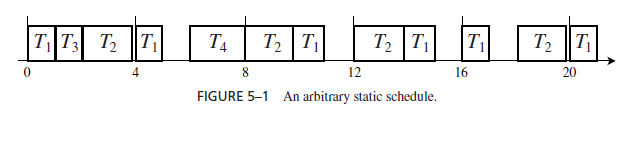 T₁ T₃ T₂ T₁ T₄ T₂ T₁ T₂ T₁ T₁ T₂ T₁
0 4 8 12 16 20
FIGURE 5–1 An arbitrary static schedule.